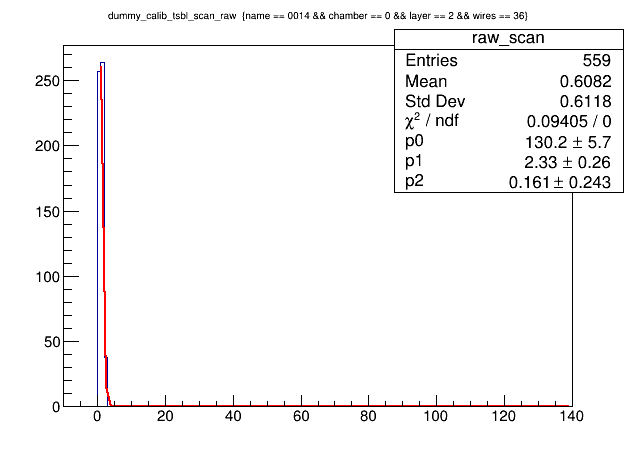 dummy_calib_tsbl_scan_raw {name == 0014 && chamber == 0 && layer == 2 && wires == 36}
raw_scan
Entries 559
Mean 0.6082
Std Dev 0.6118
χ² / ndf 0.09405 / 0
p0 130.2 ± 5.7
p1 2.33 ± 0.26
p2 0.161 ± 0.243
250
200
150
100
50
0
0 20 40 60 80 100 120 140